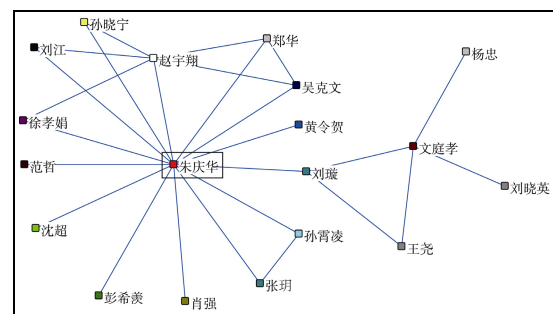 孙晓宁
刘江
赵宇翔
郑华
杨忠
吴克文
徐孝娟
黄令贺
文庭孝
范哲
朱庆华
刘璇
刘晓英
沈超
孙霄凌
王尧
张玥
彭希羡
肖强